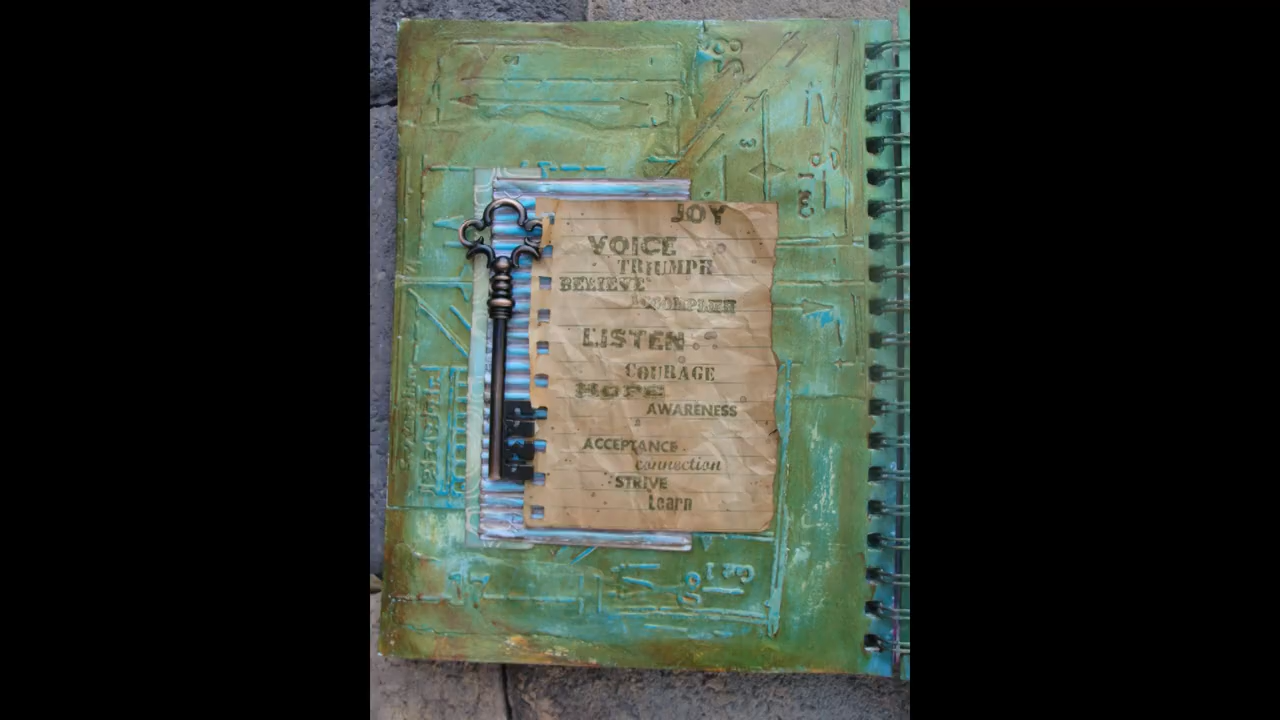 JOY
VOICE
TRIUMPH
BELIEVE
ACCOMPLISH
LISTEN
COURAGE
HOPE
AWARENESS
ACCEPTANCE
connection
STRIVE
Learn